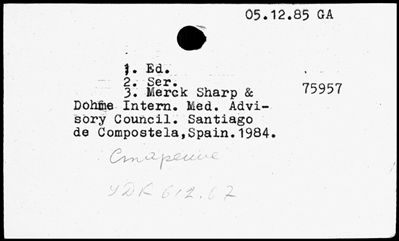 05.12.85 GA
1. Ed.
2. Ser.
3. Merck Sharp & 75957
Dohme Intern. Med. Advi-
sory Council. Santiago
de Compostela,Spain.1984.
Старение
УДК 612.67